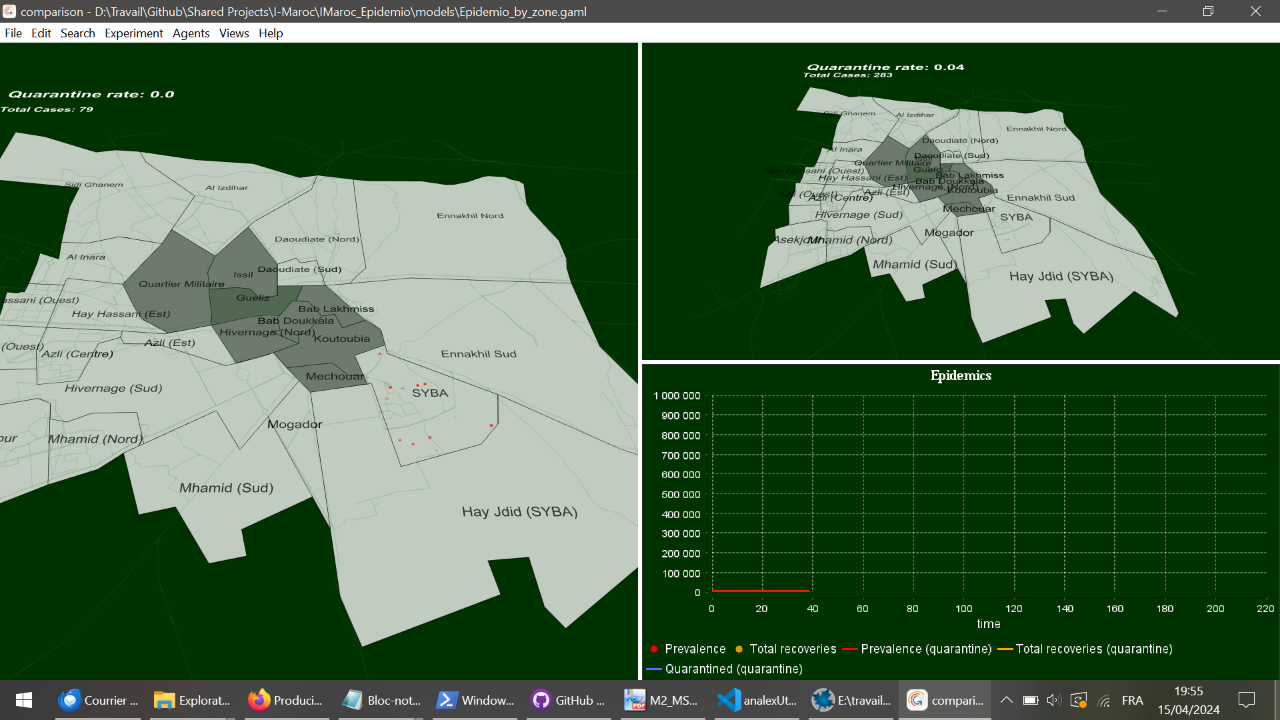 comparison - D:\Travail\Github\Shared Projects\I-Maroc\IMaroc_Epidemio\models\Epidemio_by_zone.gaml
File Edit Search Experiment Agents Views Help
Quarantine rate: 0.0
Total Cases: 79
Sidi Ghanem
Al Izdihar
Ennakhil Nord
Daoudiate (Nord)
Al Inara
Daoudiate (Sud)
Issil
Quartier Militaire
Gueliz
assani (Ouest)
Bab Lakhmiss
Hay Hassani (Est)
Bab Doukkala
Hivernage (Nord)
Koutoubia
Azli (Est)
(Ouest)
Azli (Centre)
Ennakhil Sud
Mechouar
Hivernage (Sud)
SYBA
Mogador
our
Mhamid (Nord)
Mhamid (Sud)
Hay Jdid (SYBA)
Quarantine rate: 0.04
Total Cases: 283
Sidi Ghanem
Al Izdihar
Ennakhil Nord
Daoudiate (Nord)
Al Inara
Daoudiate (Sud)
Quartier Militaire
Gueliz
Hay Hassani (Ouest)
Bab Lakhmiss
Hay Hassani (Est)
Bab Doukkala
Hivernage (Nord)
Koutoubia
Azli (Est)
Azli (Ouest)
Azli (Centre)
Ennakhil Sud
Mechouar
Hivernage (Sud)
SYBA
Mogador
Mhamid (Nord)
Mhamid (Sud)
Hay Jdid (SYBA)
Epidemics
1 000 000
900 000
800 000
700 000
600 000
500 000
400 000
300 000
200 000
100 000
0
0 20 40 60 80 100 120 140 160 180 200 220
time
Prevalence Total recoveries Prevalence (quarantine) Total recoveries (quarantine)
Quarantined (quarantine)
Courrier ... Explorat... Produci... Bloc-not... Window... GitHub ... M2_MS... analexUt... E:\travail... compari... FRA 19:55
15/04/2024